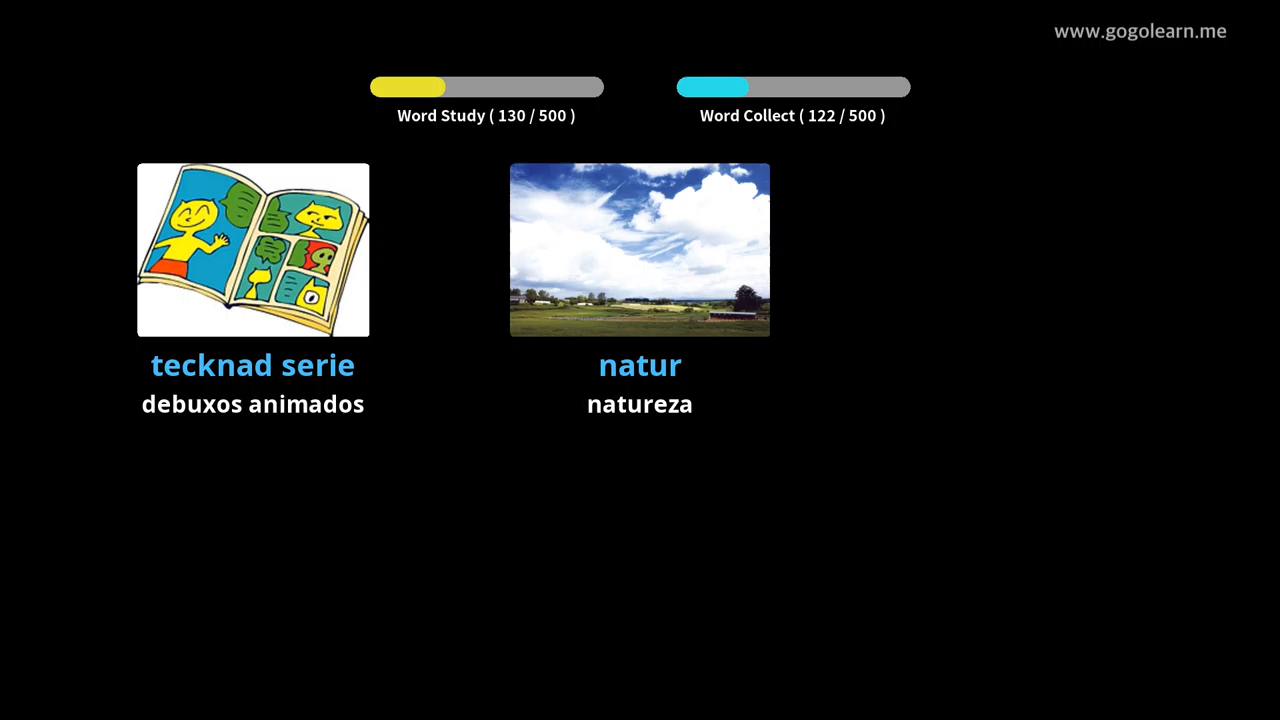 www.gogolearn.me
Word Study ( 130 / 500 )
Word Collect ( 122 / 500 )
tecknad serie
debuxos animados
natur
natureza